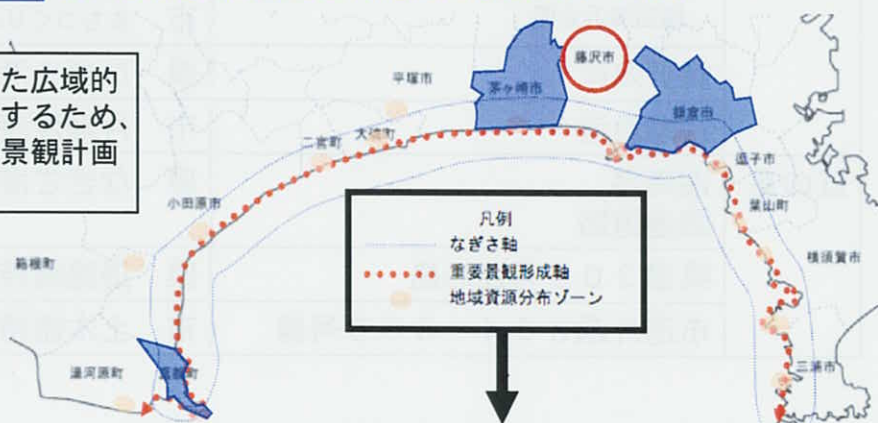 た広域的
するため、
景観計画
平塚市
茅ヶ崎市
藤沢市
鎌倉市
二宮町
大磯町
逗子市
葉山町
小田原市
箱根町
横須賀市
湯河原町
真鶴町
三浦市
凡例
なぎさ軸
重要景観形成軸
地域資源分布ゾーン